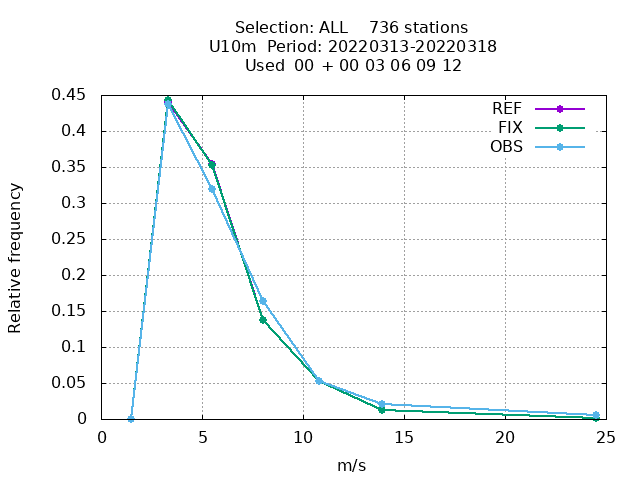 Selection: ALL    736 stations
U10m  Period: 20220313-20220318
Used  00 + 00 03 06 09 12
REF
FIX
OBS
Relative frequency
0.45
0.4
0.35
0.3
0.25
0.2
0.15
0.1
0.05
0
0 5 10 15 20 25
m/s